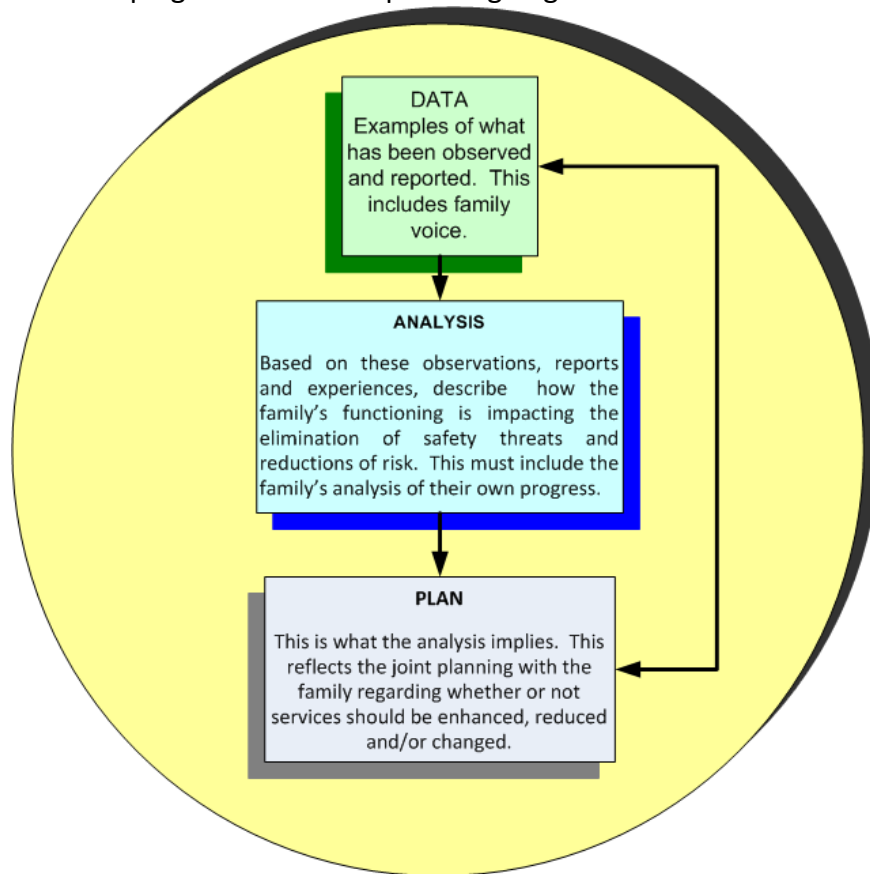 DATA
Examples of what
has been observed
and reported.  This
includes family
voice.
ANALYSIS
Based on these observations, reports
and experiences, describe how the
family's functioning is impacting the
elimination of safety threats and
reductions of risk.  This must include the
family's analysis of their own progress.
PLAN
This is what the analysis implies.  This
reflects the joint planning with the
family regarding whether or not
services should be enhanced, reduced
and/or changed.